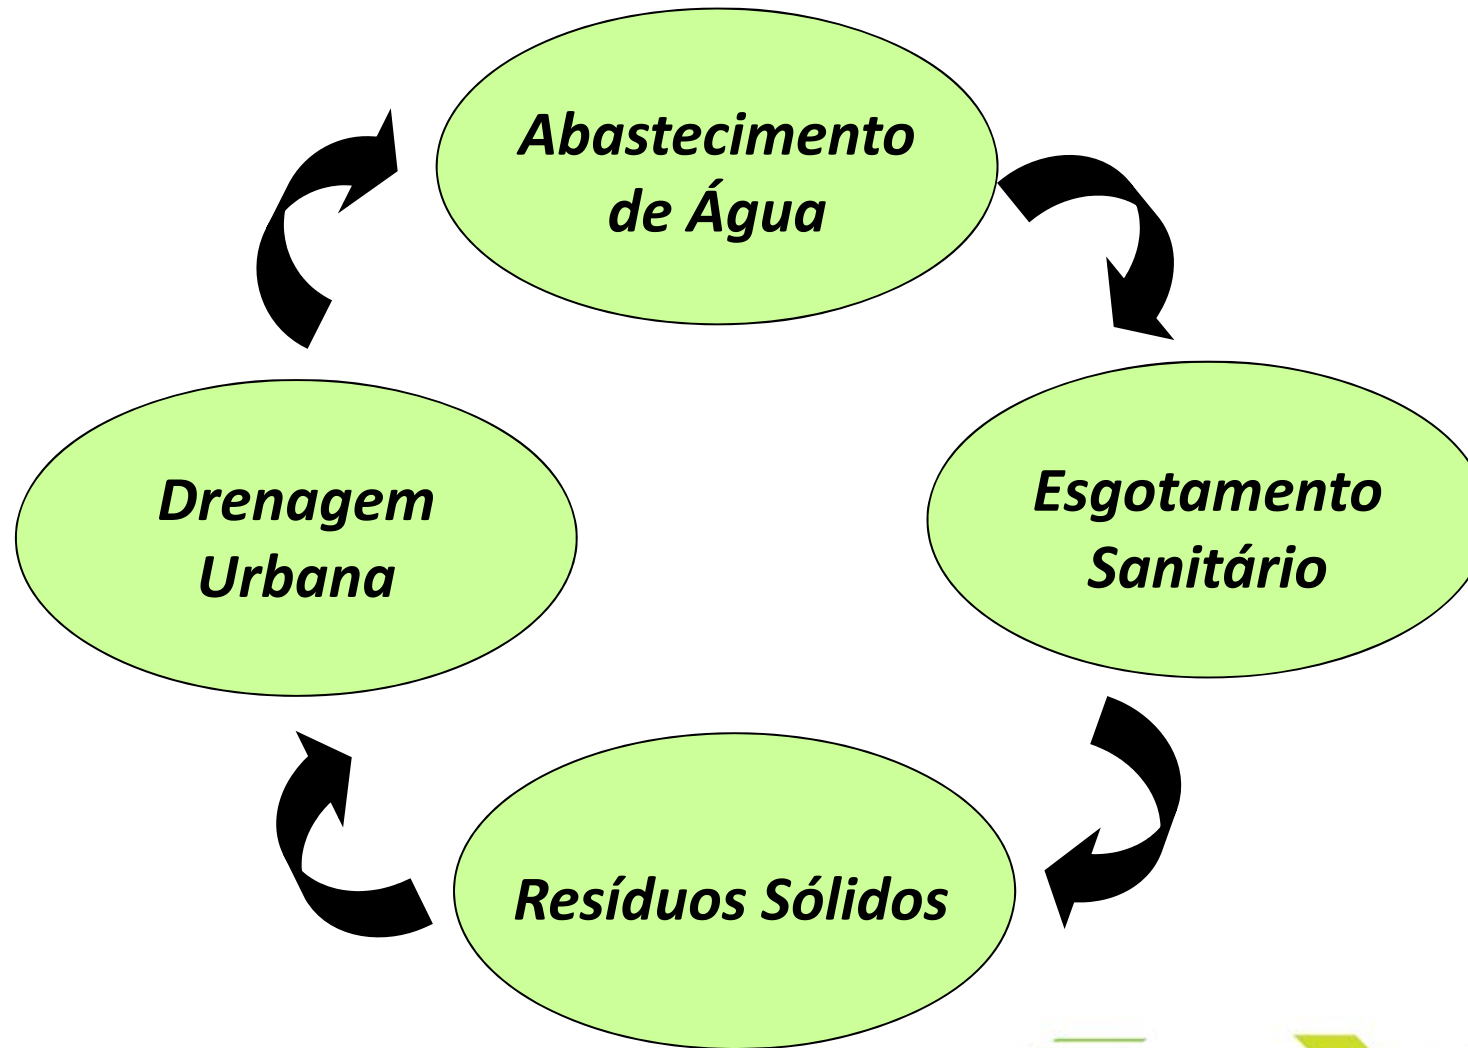 Abastecimento
de Água
Esgotamento
Sanitário
Resíduos Sólidos
Drenagem
Urbana